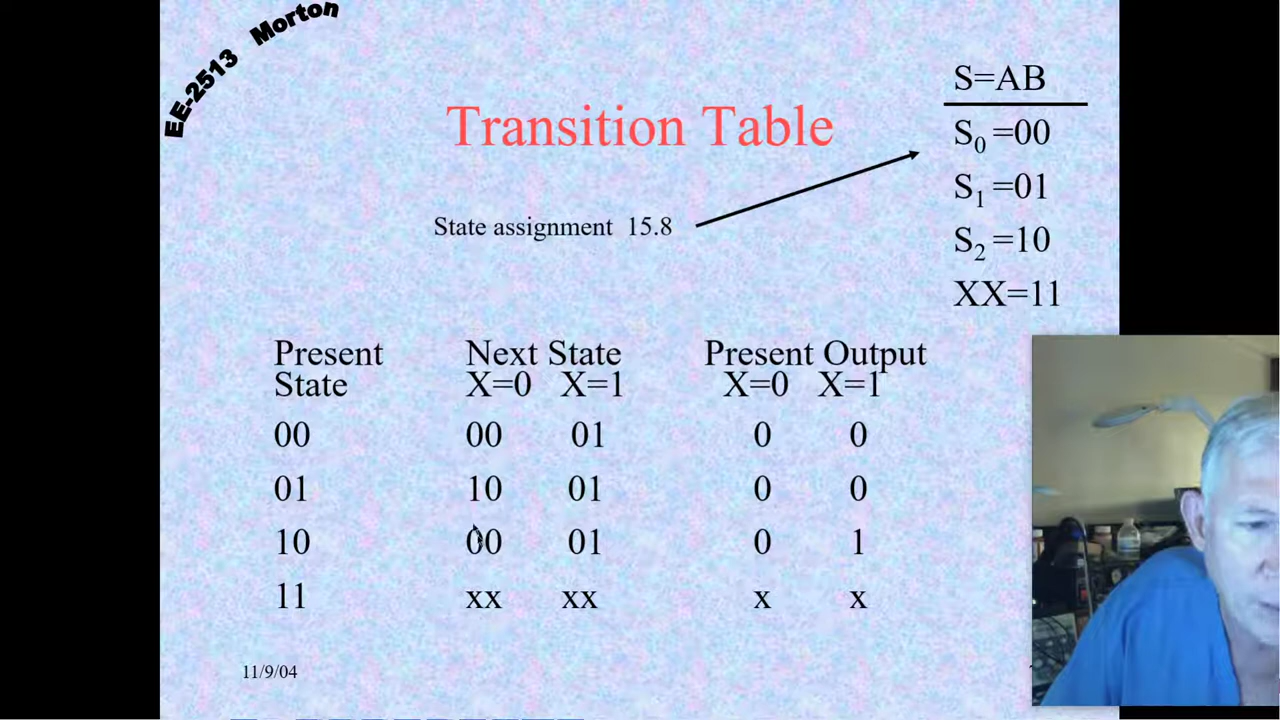 EE-2513 Morton
S=AB
Transition Table
S0 =00
S1 =01
State assignment 15.8
S2 =10
XX=11
Present Next State Present Output
State X=0 X=1 X=0 X=1
00 00 01 0 0
01 10 01 0 0
10 00 01 0 1
11 xx xx x x
11/9/04